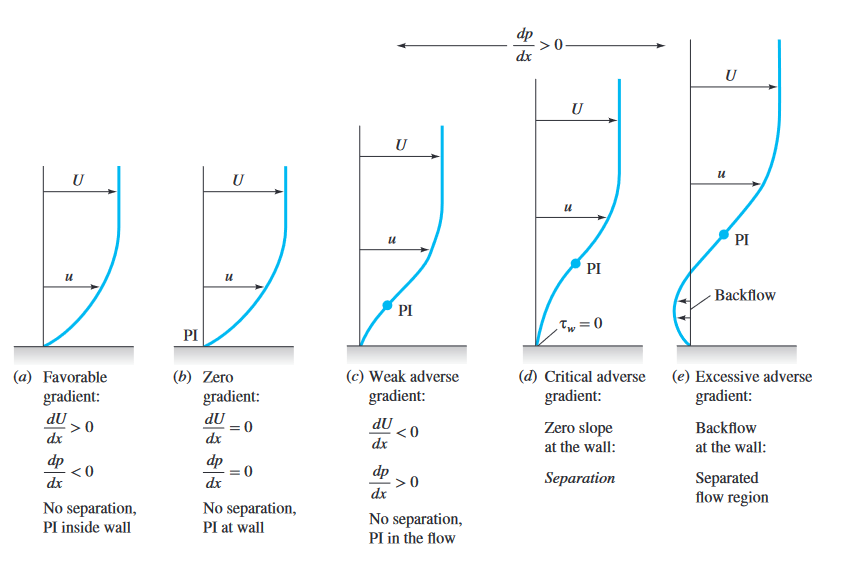 dp/dx > 0
U
u
U
u
PI
U
u
PI
U
u
PI
τw = 0
U
u
PI
Backflow
(a) Favorable
gradient:
dU/dx > 0
dp/dx < 0
No separation,
PI inside wall
(b) Zero
gradient:
dU/dx = 0
dp/dx = 0
No separation,
PI at wall
(c) Weak adverse
gradient:
dU/dx < 0
dp/dx > 0
No separation,
PI in the flow
(d) Critical adverse
gradient:
Zero slope
at the wall:
Separation
(e) Excessive adverse
gradient:
Backflow
at the wall:
Separated
flow region